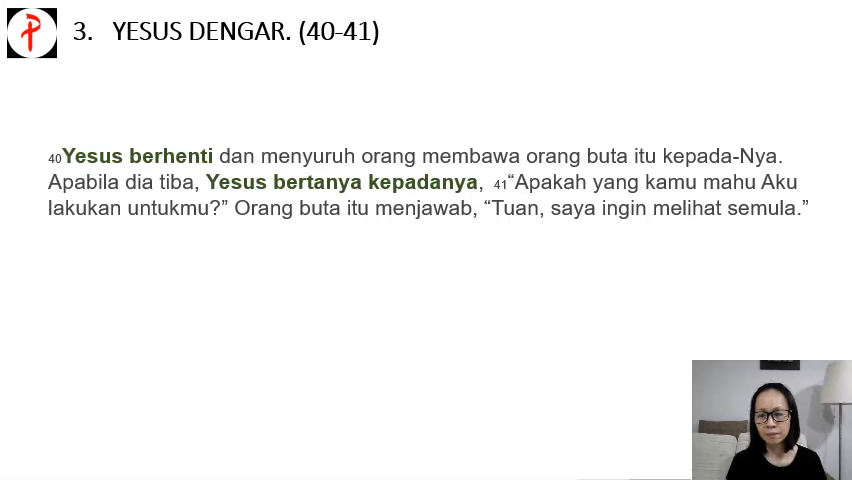 3. YESUS DENGAR. (40-41)
40Yesus berhenti dan menyuruh orang membawa orang buta itu kepada-Nya.
Apabila dia tiba, Yesus bertanya kepadanya, 41“Apakah yang kamu mahu Aku
lakukan untukmu?” Orang buta itu menjawab, “Tuan, saya ingin melihat semula.”